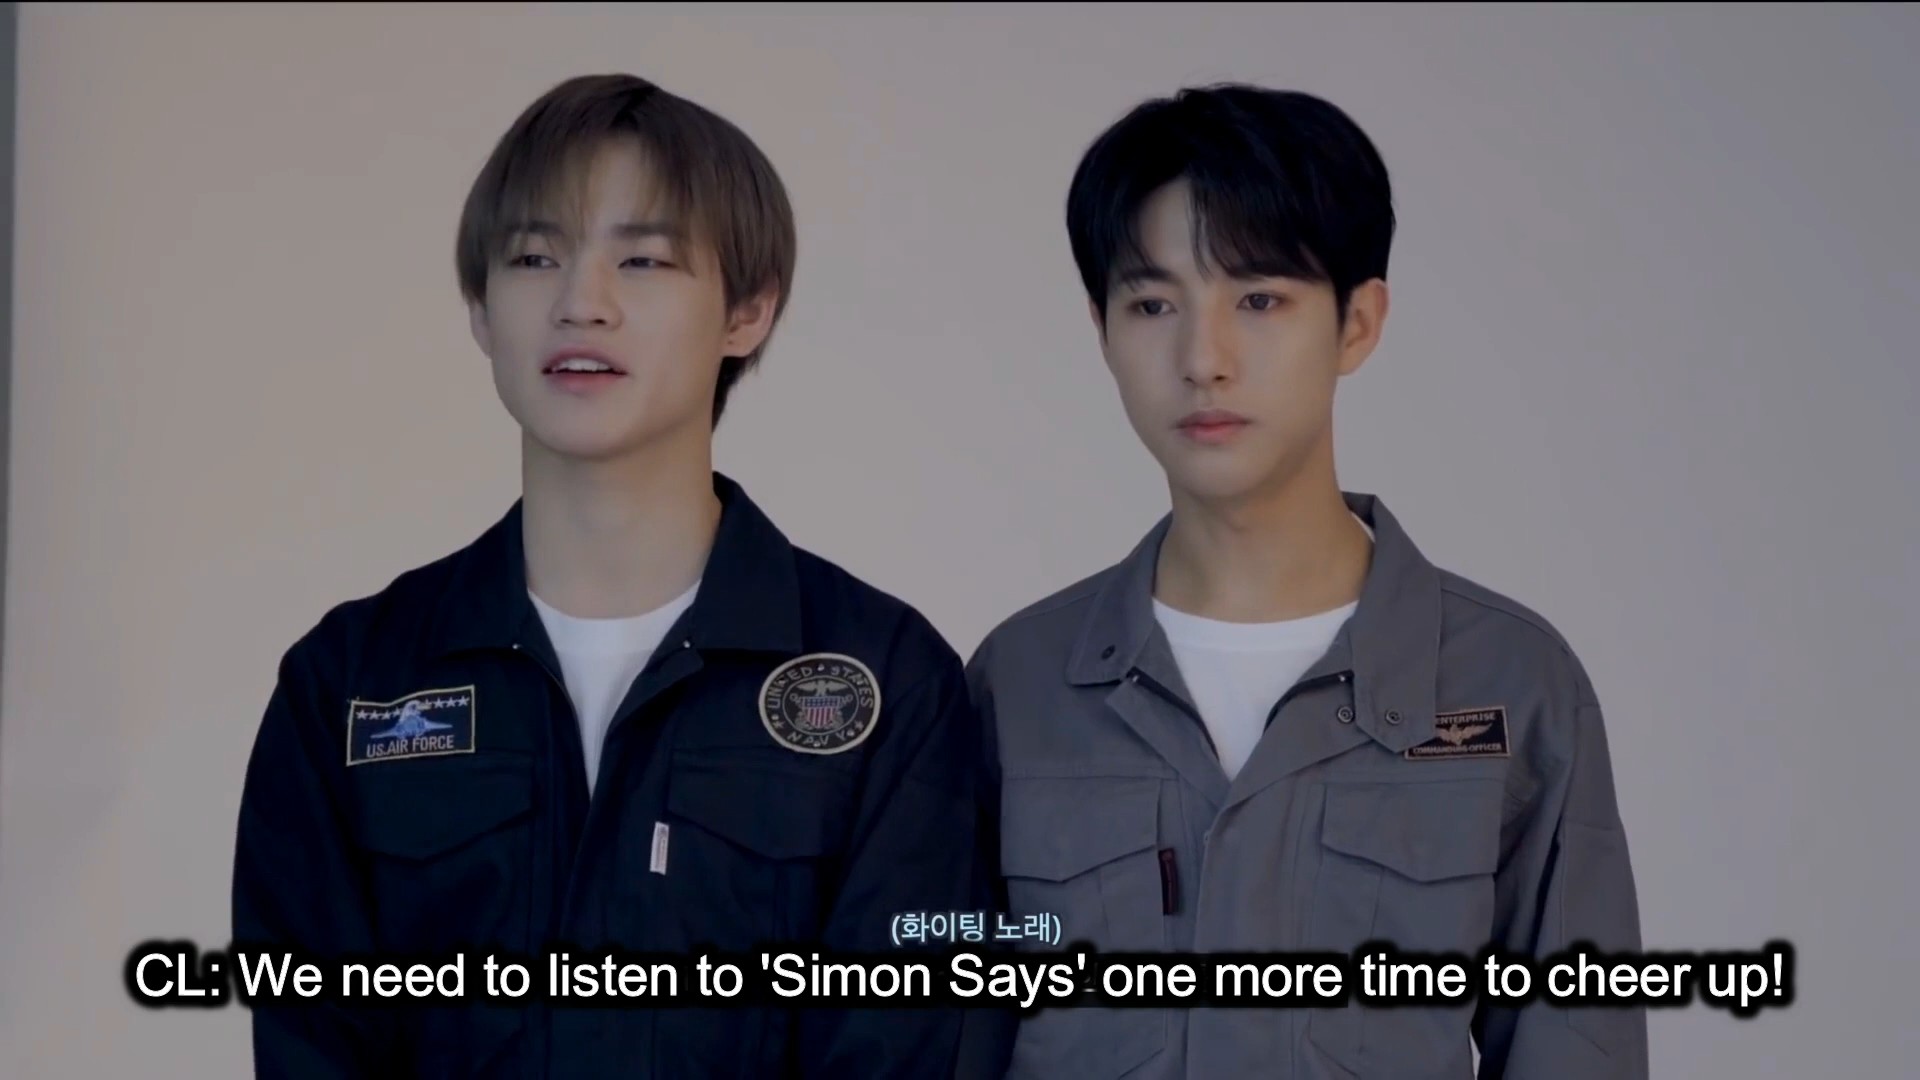 U.S. AIR FORCE
UNITED STATES
NAVY
ENTERPRISE
COMMANDING OFFICER
(화이팅 노래)
CL: We need to listen to 'Simon Says' one more time to cheer up!